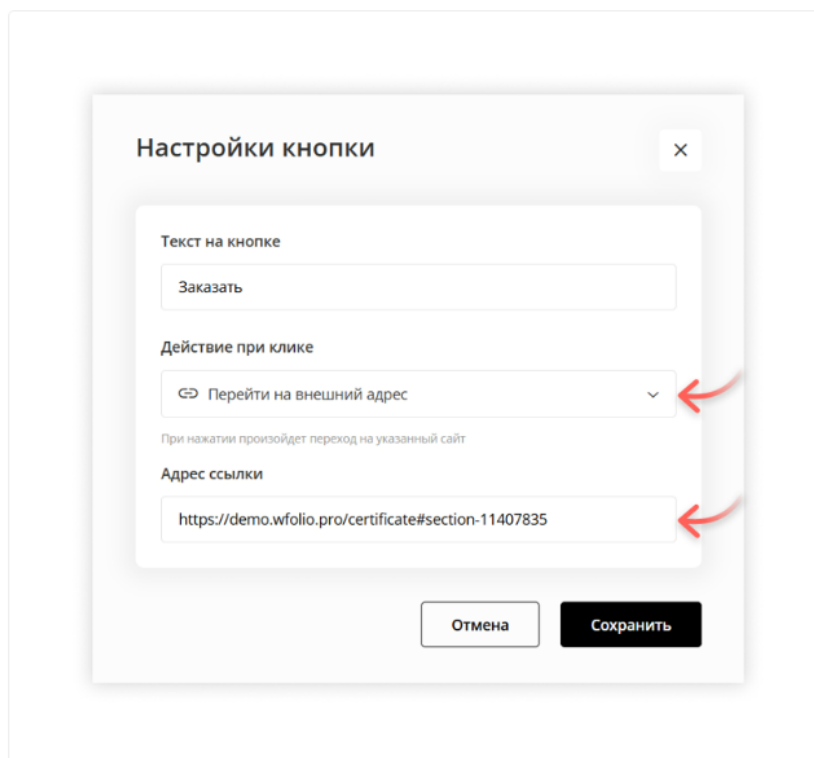 Настройки кнопки
Текст на кнопке
Заказать
Действие при клике
Перейти на внешний адрес
При нажатии произойдет переход на указанный сайт
Адрес ссылки
https://demo.wfolio.pro/certificate#section-11407835
Отмена
Сохранить